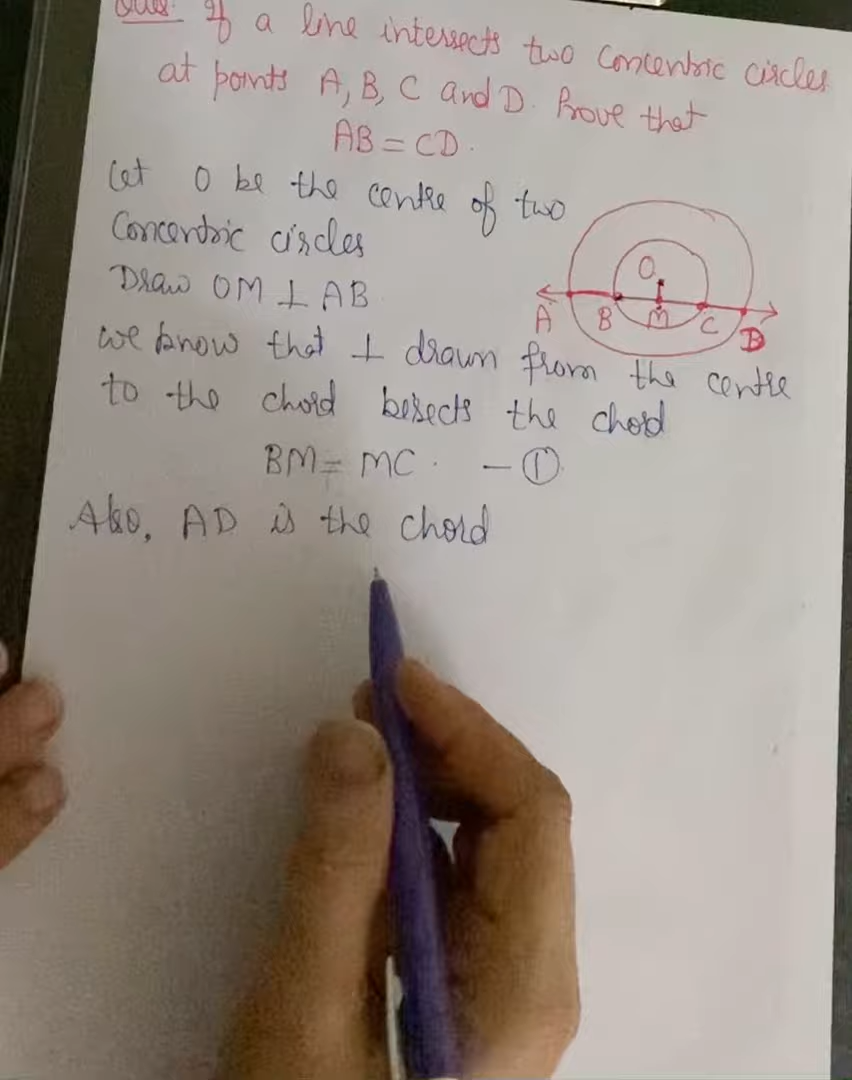 Ques. If a line intersects two Concentric circles
at points A, B, C and D. Prove that
AB = CD.
Let O be the centre of two
Concentric circles
Draw OM ⊥ AB
O
A B M C D
we know that ⊥ drawn from the centre
to the chord besects the chord
BM = MC. - ①
Also, AD is the chord